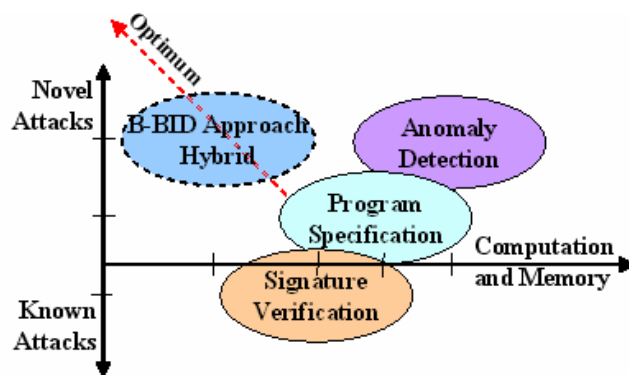 Optimum
Novel
Attacks
B-BID Approach
Hybrid
Anomaly
Detection
Program
Specification
Computation
and Memory
Signature
Verification
Known
Attacks